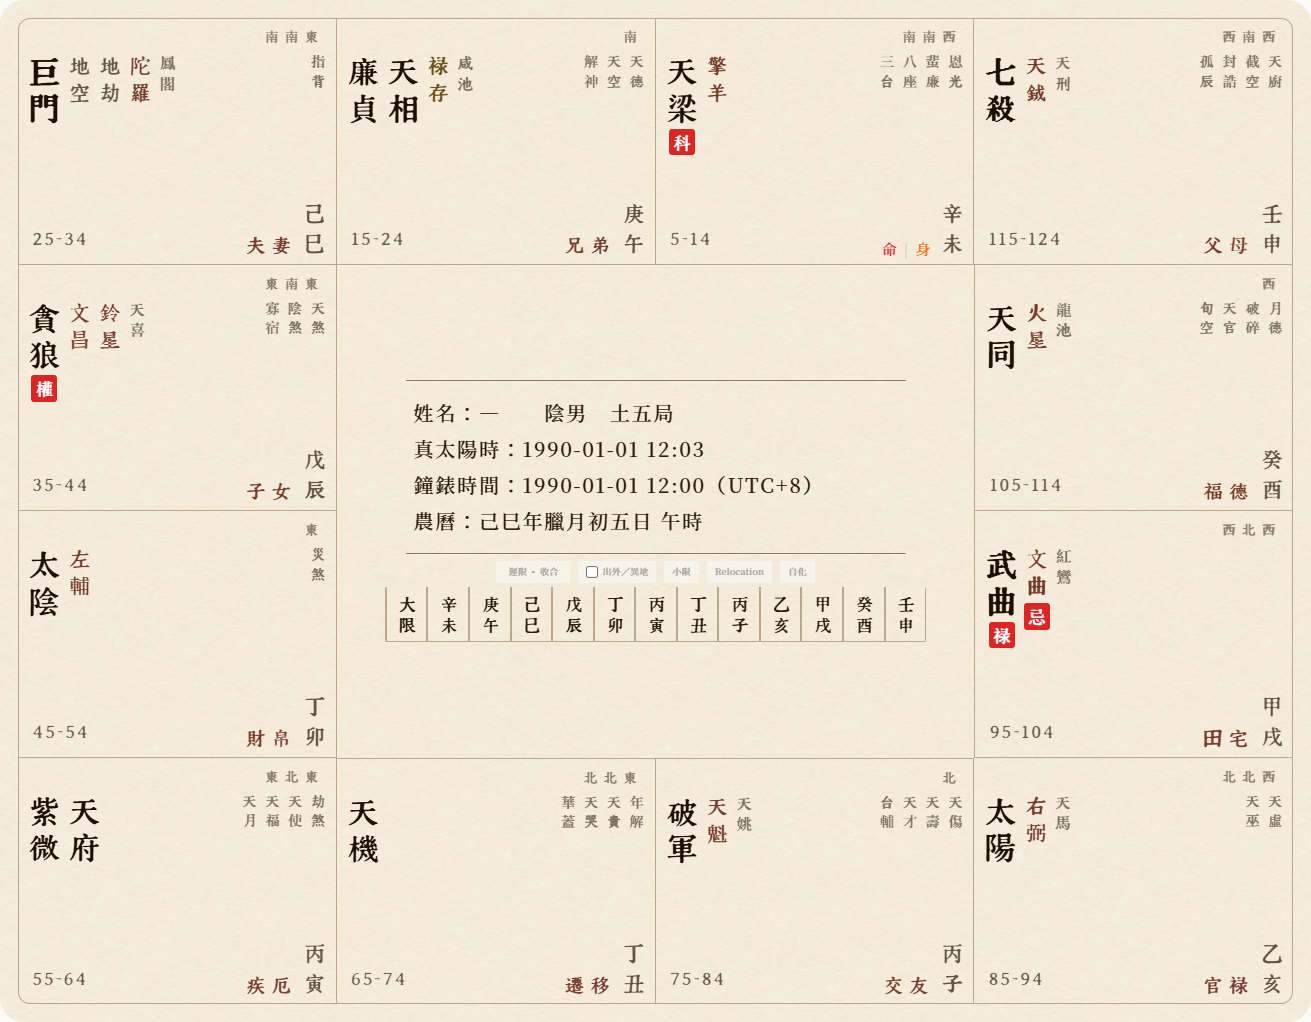 南 南 東
巨門 地空 地劫 陀羅 鳳閣
指背
25-34 夫妻 己巳
南
廉貞 天相 祿存 咸池
解神 天空 天德
15-24 兄弟 庚午
南 南 西
天梁 科 擎羊
三台 八座 蜚廉 恩光
5-14 命 | 身 辛未
西 南 西
七殺 天鉞 天刑
孤辰 封誥 截空 天廚
115-124 父母 壬申
東 南 東
貪狼 權 文昌 鈴星 天喜
寡宿 陰煞 天煞
35-44 子女 戊辰
姓名：— 陰男 土五局
真太陽時：1990-01-01 12:03
鐘錶時間：1990-01-01 12:00（UTC+8）
農曆：己巳年臘月初五日 午時
運限・收合 出外／異地 小限 Relocation 自化
大限 辛未 庚午 己巳 戊辰 丁卯 丙寅 丁丑 丙子 乙亥 甲戌 癸酉 壬申
西
天同 火星 龍池
旬空 天官 破碎 月德
105-114 福德 癸酉
東
太陰 左輔
災煞
45-54 財帛 丁卯
西 北 西
武曲 祿 文曲 忌 紅鸞
95-104 田宅 甲戌
東 北 東
紫微 天府
天月 天福 天使 劫煞
55-64 疾厄 丙寅
北 北 東
天機
華蓋 天哭 天貴 年解
65-74 遷移 丁丑
北
破軍 天魁 天姚
台輔 天才 天壽 天傷
75-84 交友 丙子
北 北 西
太陽 右弼 天馬
天巫 天虛
85-94 官祿 乙亥